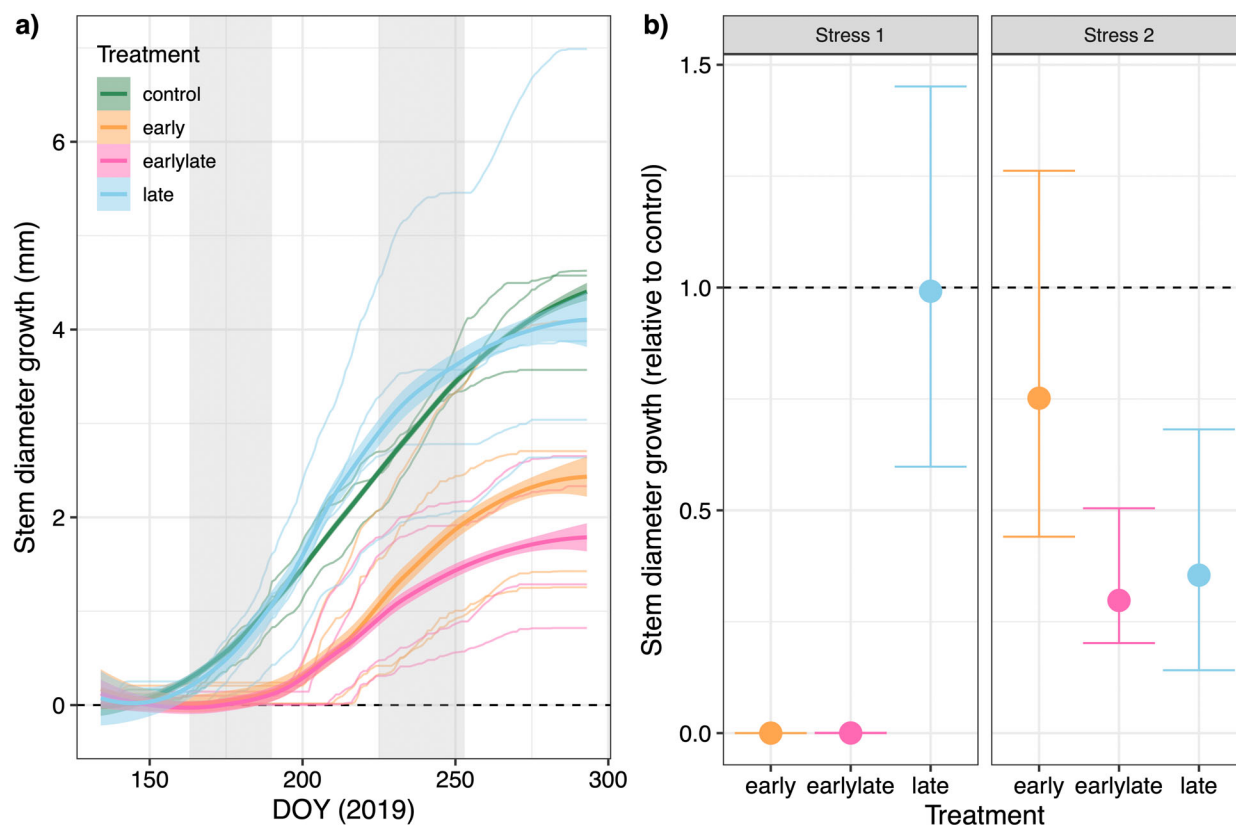 a)
Treatment
control
early
earlylate
late
Stem diameter growth (mm)
6
4
2
0
150 200 250 300
DOY (2019)
b)
Stress 1 Stress 2
Stem diameter growth (relative to control)
1.5
1.0
0.5
0.0
early earlylate late early earlylate late
Treatment